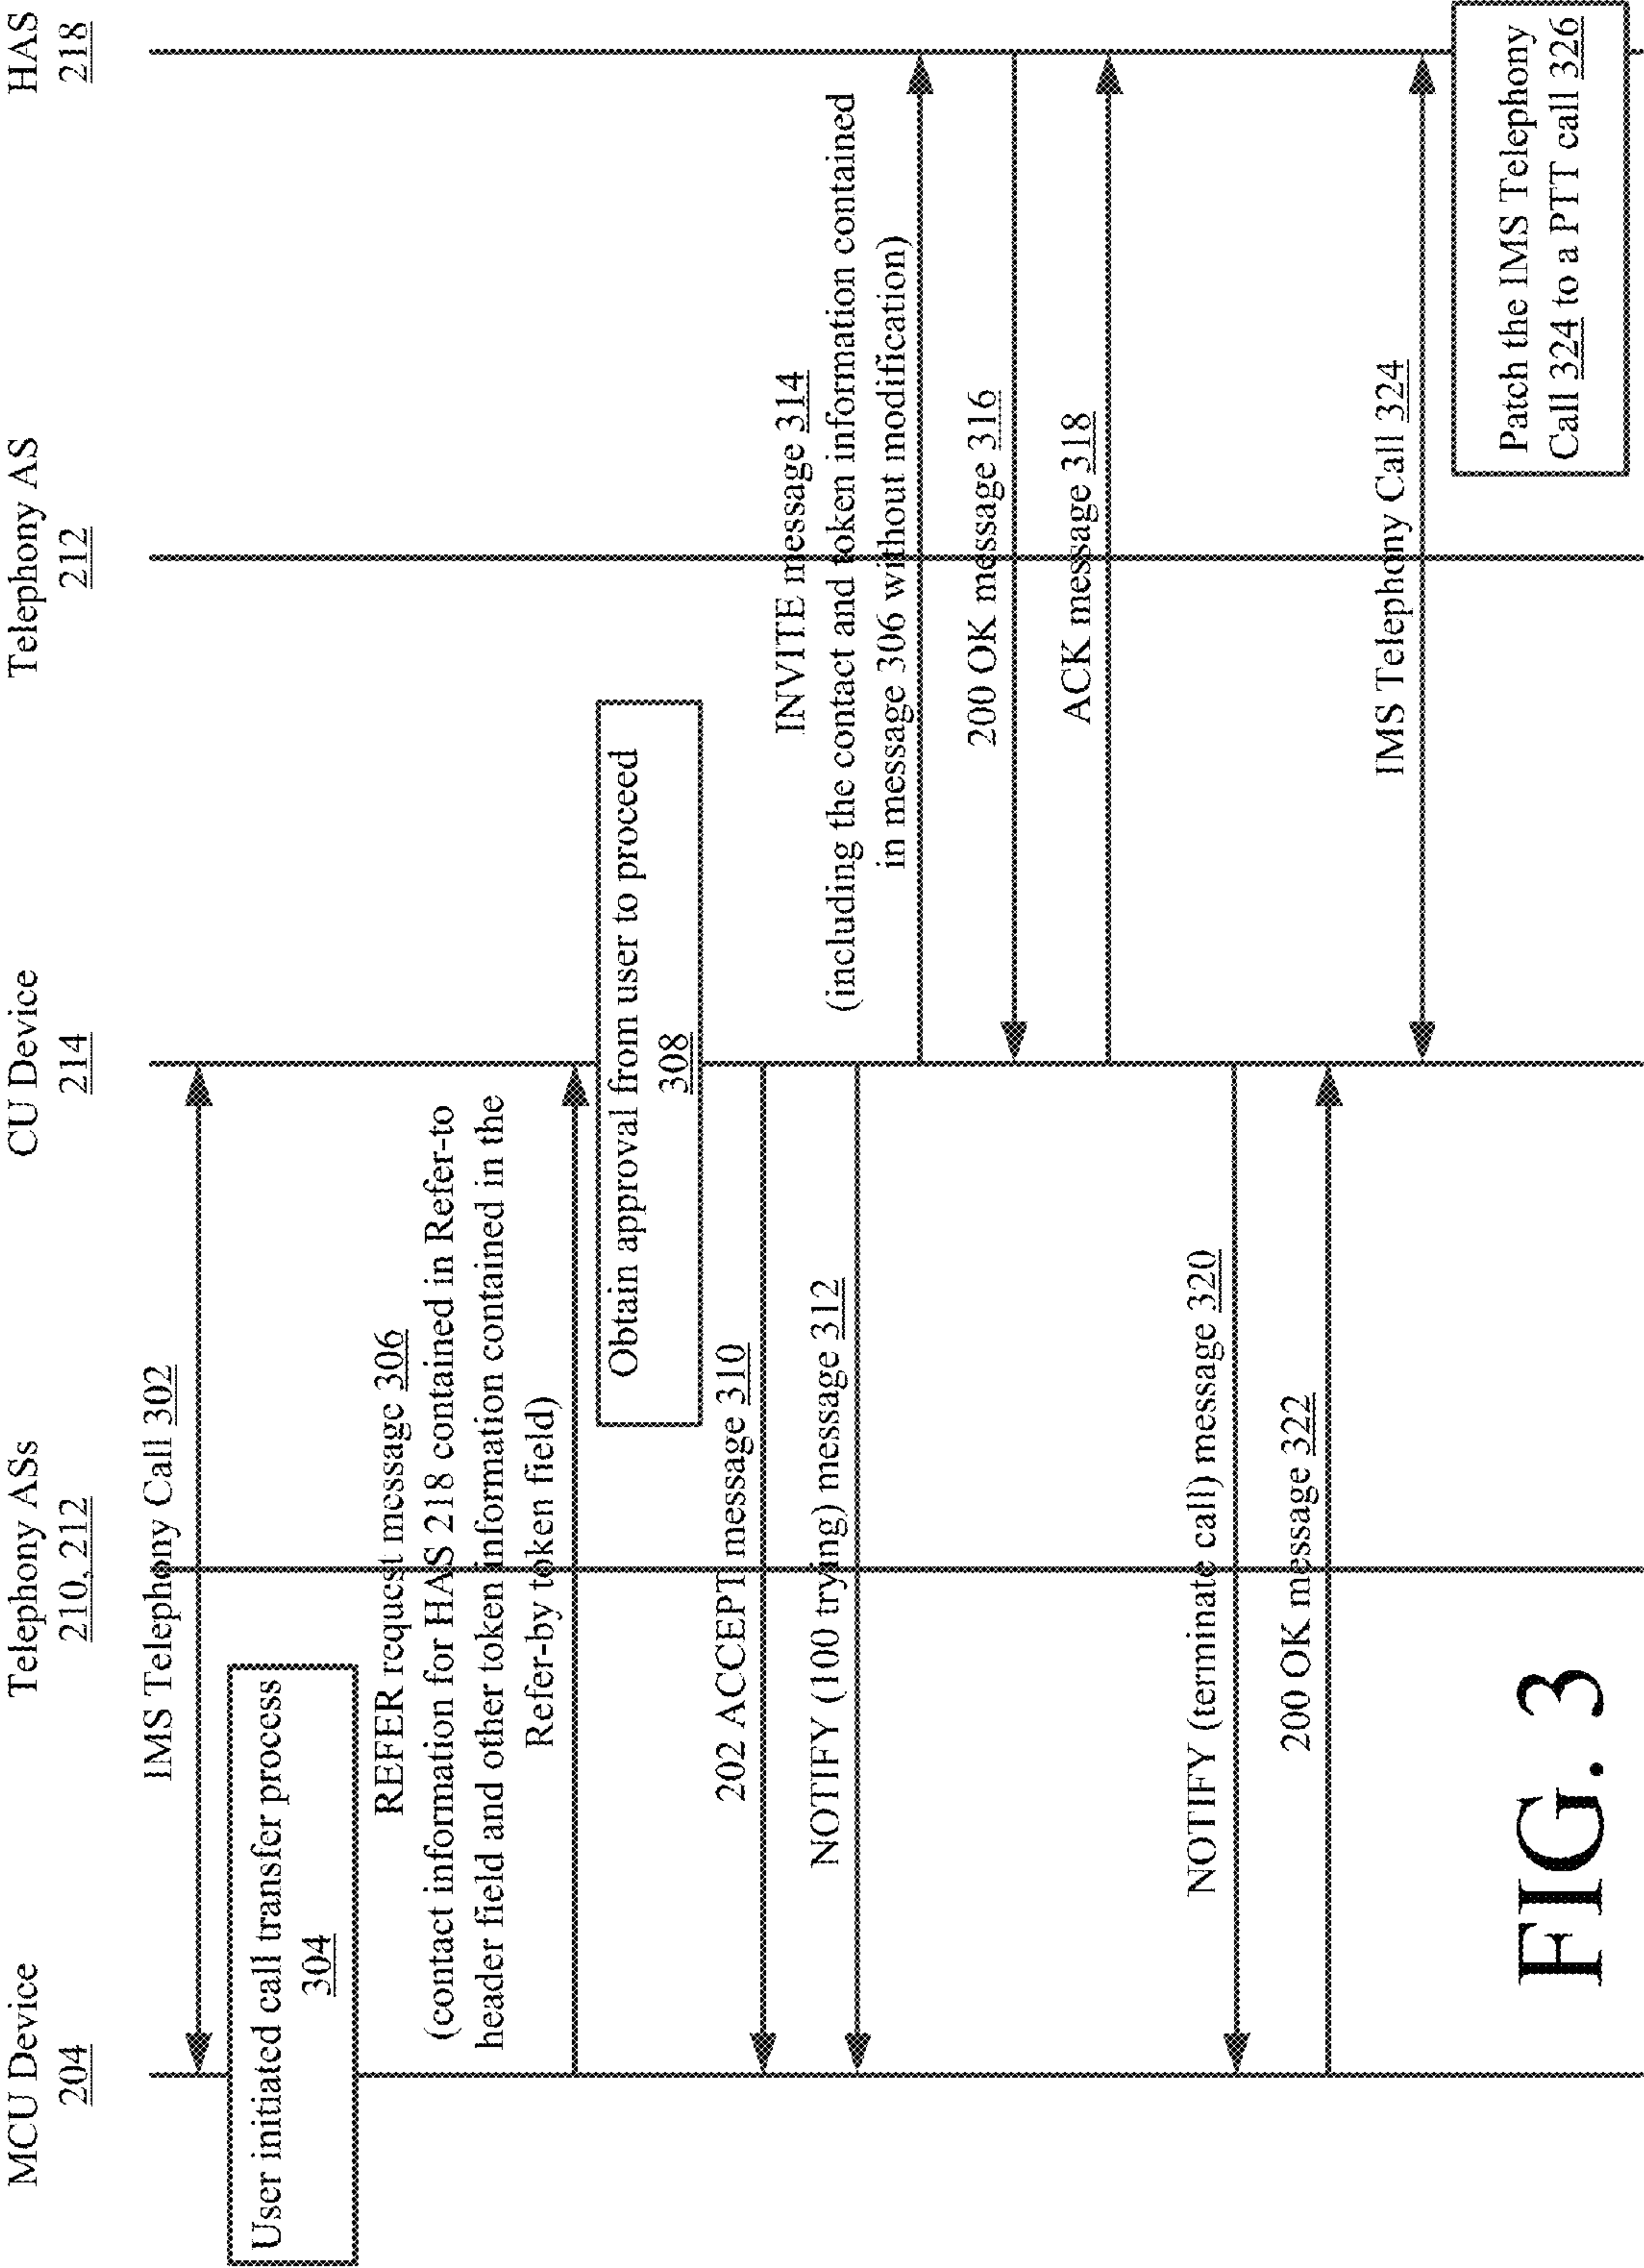 MCU Device
204
Telephony ASs
210, 212
CU Device
214
Telephony AS
212
HAS
218
IMS Telephony Call 302
User initiated call transfer process
304
REFER request message 306
(contact information for HAS 218 contained in Refer-to
header field and other token information contained in the
Refer-by token field)
Obtain approval from user to proceed
308
202 ACCEPT message 310
NOTIFY (100 trying) message 312
INVITE message 314
(including the contact and token information contained
in message 306 without modification)
200 OK message 316
ACK message 318
NOTIFY (terminate call) message 320
200 OK message 322
IMS Telephony Call 324
Patch the IMS Telephony
Call 324 to a PTT call 326
FIG. 3